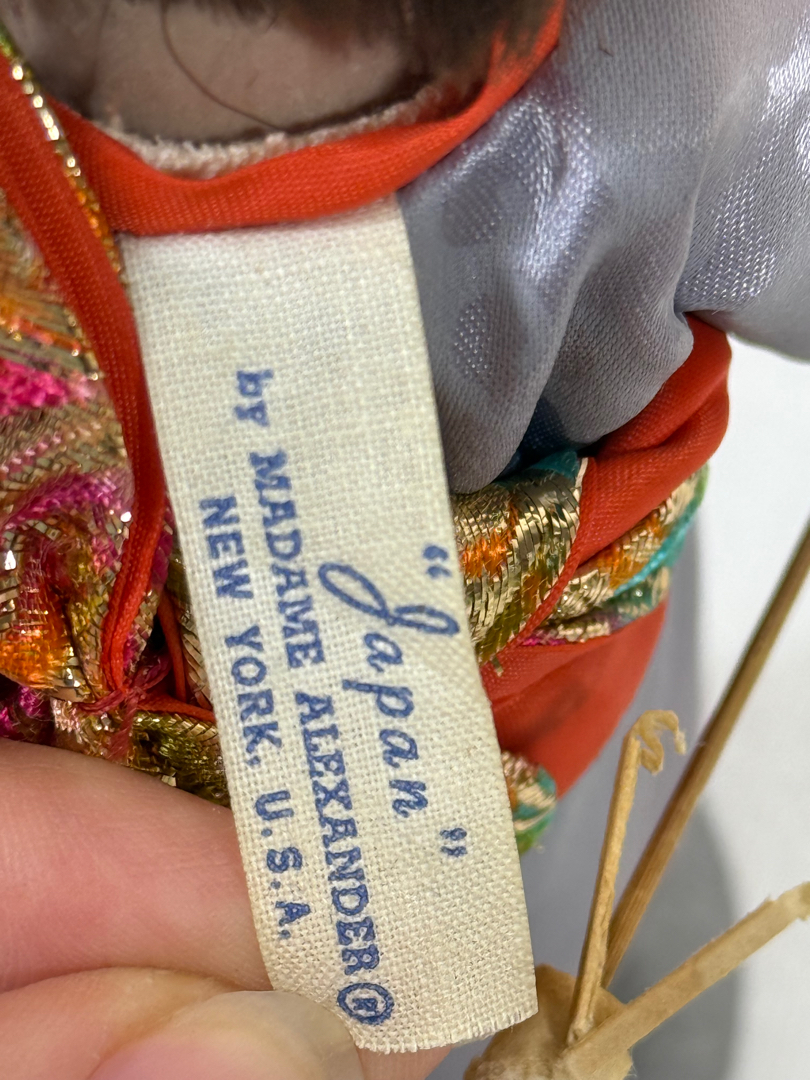 "Japan"
by MADAME ALEXANDER®
NEW YORK, U.S.A.